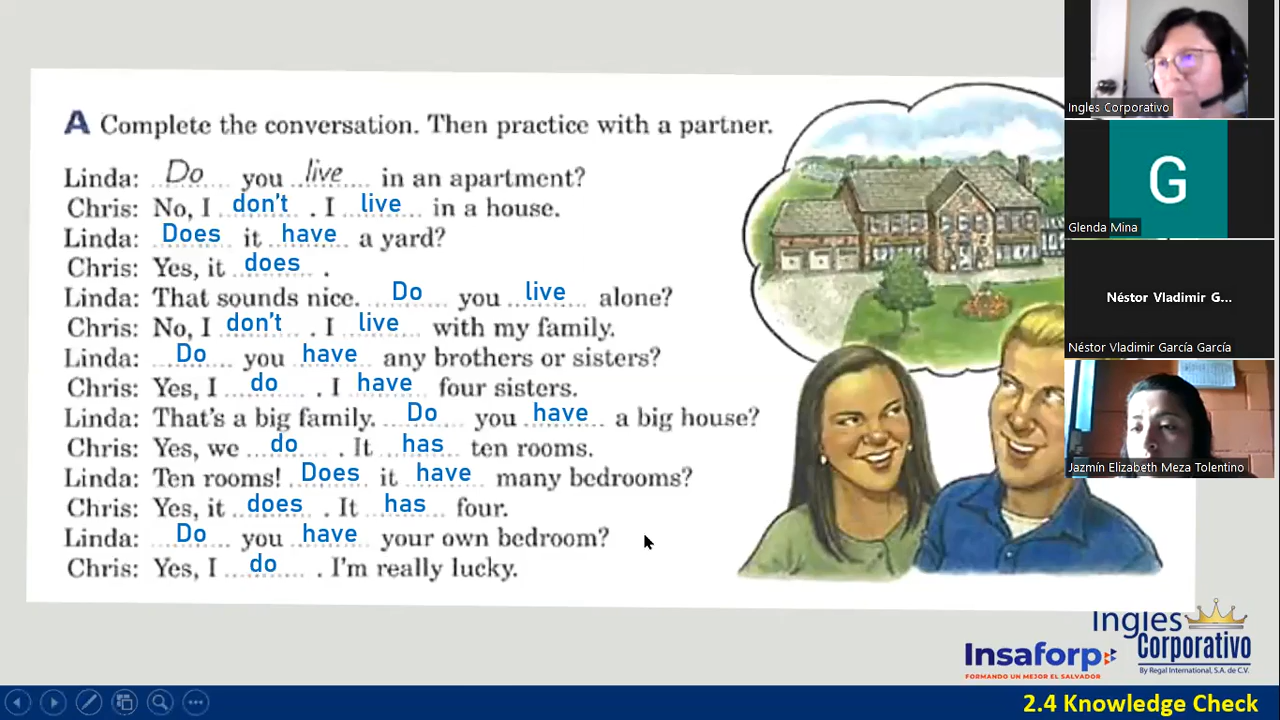 A Complete the conversation. Then practice with a partner.
Linda: Do you live in an apartment?
Chris: No, I don't . I live in a house.
Linda: Does it have a yard?
Chris: Yes, it does .
Linda: That sounds nice. Do you live alone?
Chris: No, I don't . I live with my family.
Linda: Do you have any brothers or sisters?
Chris: Yes, I do . I have four sisters.
Linda: That's a big family. Do you have a big house?
Chris: Yes, we do . It has ten rooms.
Linda: Ten rooms! Does it have many bedrooms?
Chris: Yes, it does . It has four.
Linda: Do you have your own bedroom?
Chris: Yes, I do . I'm really lucky.
Ingles Corporativo
G
Glenda Mina
Néstor Vladimir G...
Néstor Vladimir García García
Jazmín Elizabeth Meza Tolentino
Insaforp
FORMANDO UN MEJOR EL SALVADOR
Ingles
Corporativo
By Regal International, S.A. de C.V.
2.4 Knowledge Check